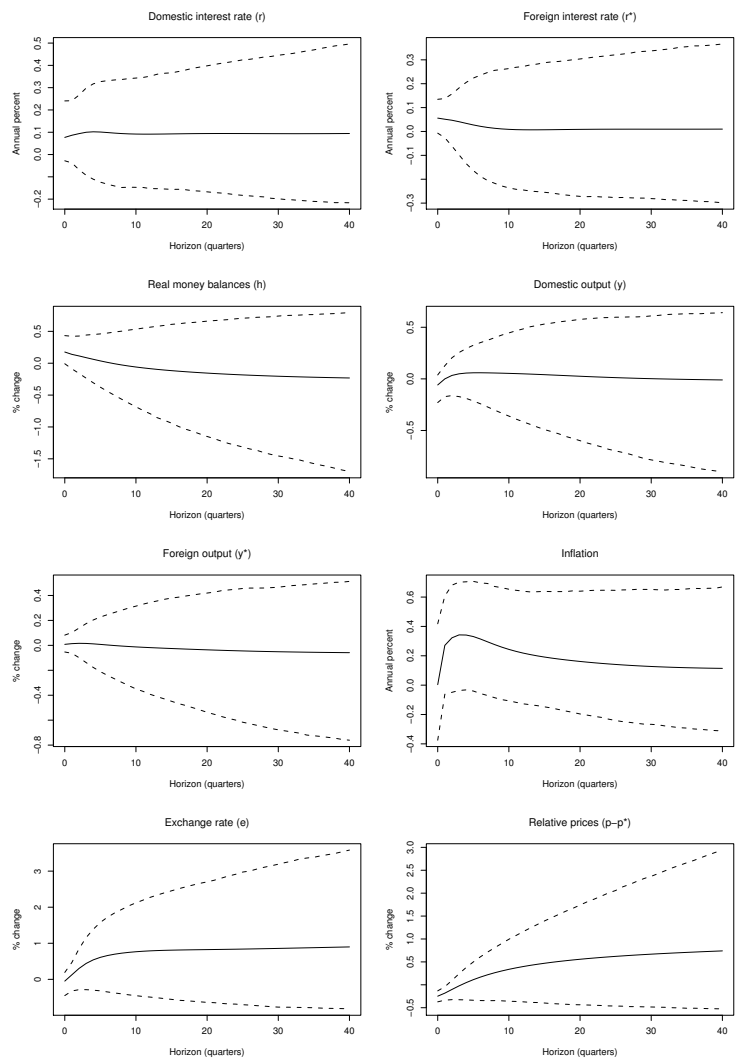 Domestic interest rate (r)
Annual percent
0.5
0.4
0.3
0.2
0.1
0.0
−0.2
0 10 20 30 40
Horizon (quarters)
Foreign interest rate (r*)
Annual percent
0.3
0.2
0.1
0.0
−0.1
−0.3
0 10 20 30 40
Horizon (quarters)
Real money balances (h)
% change
0.5
0.0
−0.5
−1.0
−1.5
0 10 20 30 40
Horizon (quarters)
Domestic output (y)
% change
0.5
0.0
−0.5
0 10 20 30 40
Horizon (quarters)
Foreign output (y*)
% change
0.4
0.2
0.0
−0.4
−0.8
0 10 20 30 40
Horizon (quarters)
Inflation
Annual percent
0.6
0.4
0.2
0.0
−0.2
−0.4
0 10 20 30 40
Horizon (quarters)
Exchange rate (e)
% change
3
2
1
0
0 10 20 30 40
Horizon (quarters)
Relative prices (p−p*)
% change
3.0
2.5
2.0
1.5
0.5
−0.5
0 10 20 30 40
Horizon (quarters)